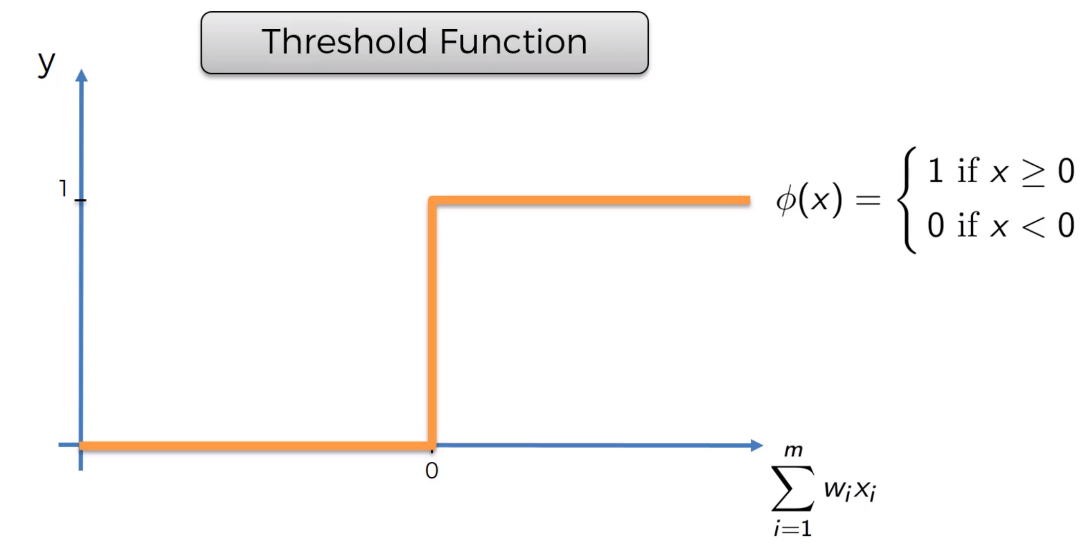 Threshold Function
y
1
ϕ(x) = { 1 if x ≥ 0
0 if x < 0
0
m
∑ wᵢxᵢ
i=1